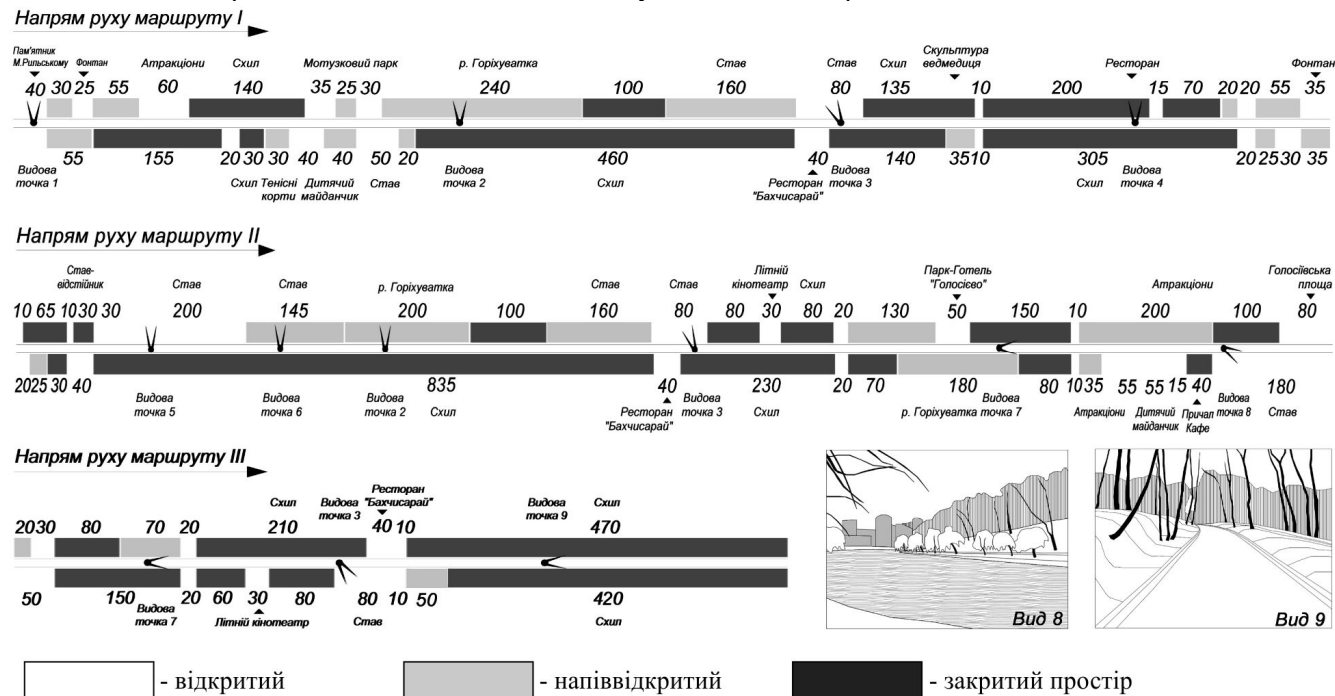 Напрям руху маршруту I
Пам'ятник М.Рильському
Фонтан
Атракціони
Схил
Мотузковий парк
р. Горіхуватка
Став
Став
Схил
Скульптура ведмедиця
Ресторан
Фонтан
40 30 25 55 60 140 35 25 30 240 100 160 80 135 10 200 15 70 20 20 55 35
55 155 20 30 30 40 40 50 20 460 40 140 35 10 305 20 25 30 35
Видова точка 1
Схил
Тенісні корти
Дитячий майданчик
Став
Видова точка 2
Схил
Ресторан "Бахчисарай"
Видова точка 3
Схил
Видова точка 4
Напрям руху маршруту II
Став-відстійник
Став
Став
р. Горіхуватка
Став
Став
Літній кінотеатр
Схил
Парк-Готель "Голосієво"
Атракціони
Голосіївська площа
10 65 10 30 30 200 145 200 100 160 80 80 30 80 20 130 50 150 10 200 100 80
20 25 30 40 835 40 230 20 70 180 80 10 35 55 55 15 40 180
Видова точка 5
Видова точка 6
Видова точка 2
Схил
Ресторан "Бахчисарай"
Видова точка 3
Схил
р. Горіхуватка
Видова точка 7
Атракціони
Дитячий майданчик
Причал Кафе
Видова точка 8
Став
Напрям руху маршруту III
Схил
Видова точка 3
Ресторан "Бахчисарай"
Видова точка 9
Схил
20 30 80 70 20 210 40 10 470
50 150 20 60 30 80 80 10 50 420
Видова точка 7
Літній кінотеатр
Став
Схил
Вид 8
Вид 9
- відкритий
- напіввідкритий
- закритий простір